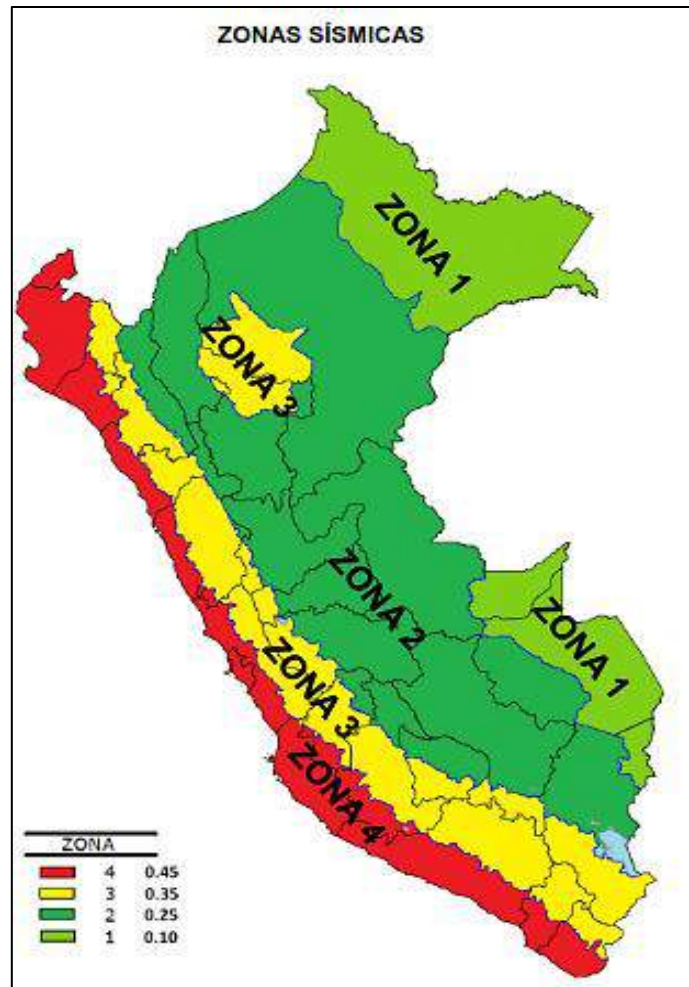 ZONAS SÍSMICAS
ZONA 1
ZONA 3
ZONA 2
ZONA 1
ZONA 3
ZONA 4
ZONA
4 0.45
3 0.35
2 0.25
1 0.10